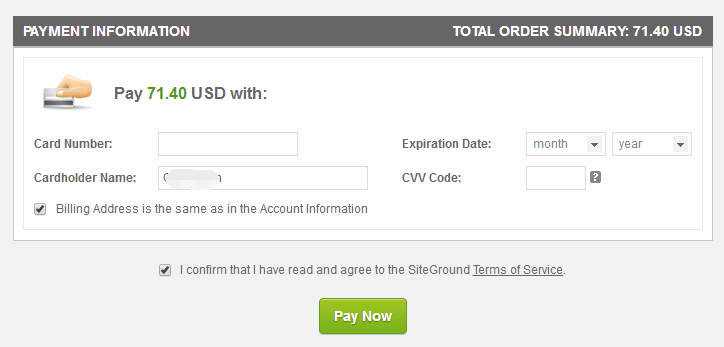 PAYMENT INFORMATION TOTAL ORDER SUMMARY: 71.40 USD
Pay 71.40 USD with:
Card Number: Expiration Date: month year
Cardholder Name: CVV Code: ?
Billing Address is the same as in the Account Information
I confirm that I have read and agree to the SiteGround Terms of Service.
Pay Now